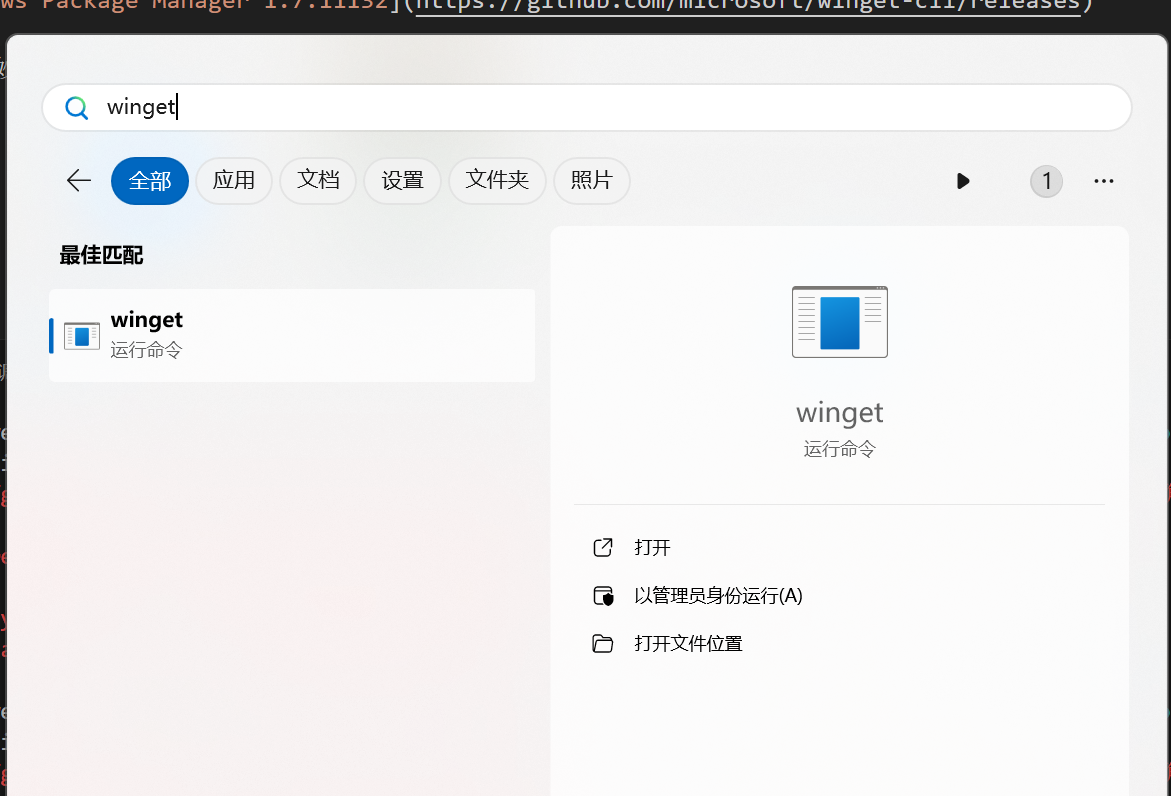 ws Package Manager 1.7.11132](https://github.com/microsoft/winget-cli/releases)
winget
全部
应用
文档
设置
文件夹
照片
1
最佳匹配
winget
运行命令
winget
运行命令
打开
以管理员身份运行(A)
打开文件位置